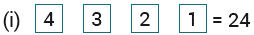 (i) 4 3 2 1 = 24